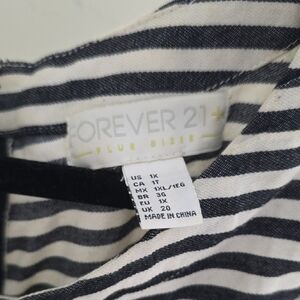 FOREVER 21+
PLUS SIZES
US 1X
CA 1T
MX 1XL/1EG
BR 3G
EU 1X
UK 20
MADE IN CHINA